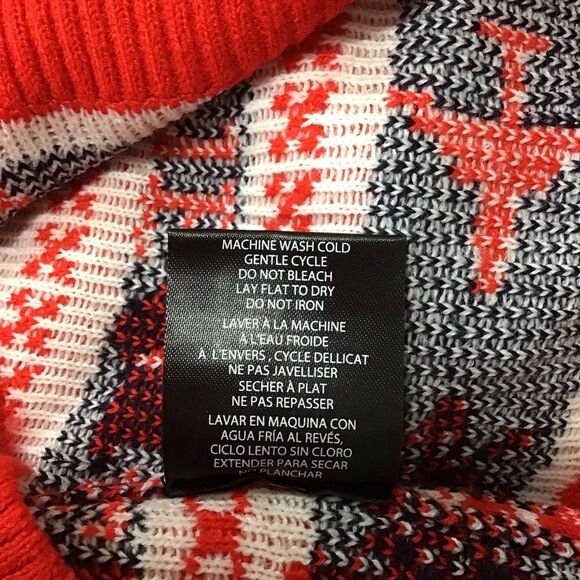 MACHINE WASH COLD
GENTLE CYCLE
DO NOT BLEACH
LAY FLAT TO DRY
DO NOT IRON
LAVER À LA MACHINE
À L'EAU FROIDE
À L'ENVERS , CYCLE DELLICAT
NE PAS JAVELLISER
SECHER À PLAT
NE PAS REPASSER
LAVAR EN MAQUINA CON
AGUA FRÍA AL REVÉS,
CICLO LENTO SIN CLORO
EXTENDER PARA SECAR
NO PLANCHAR